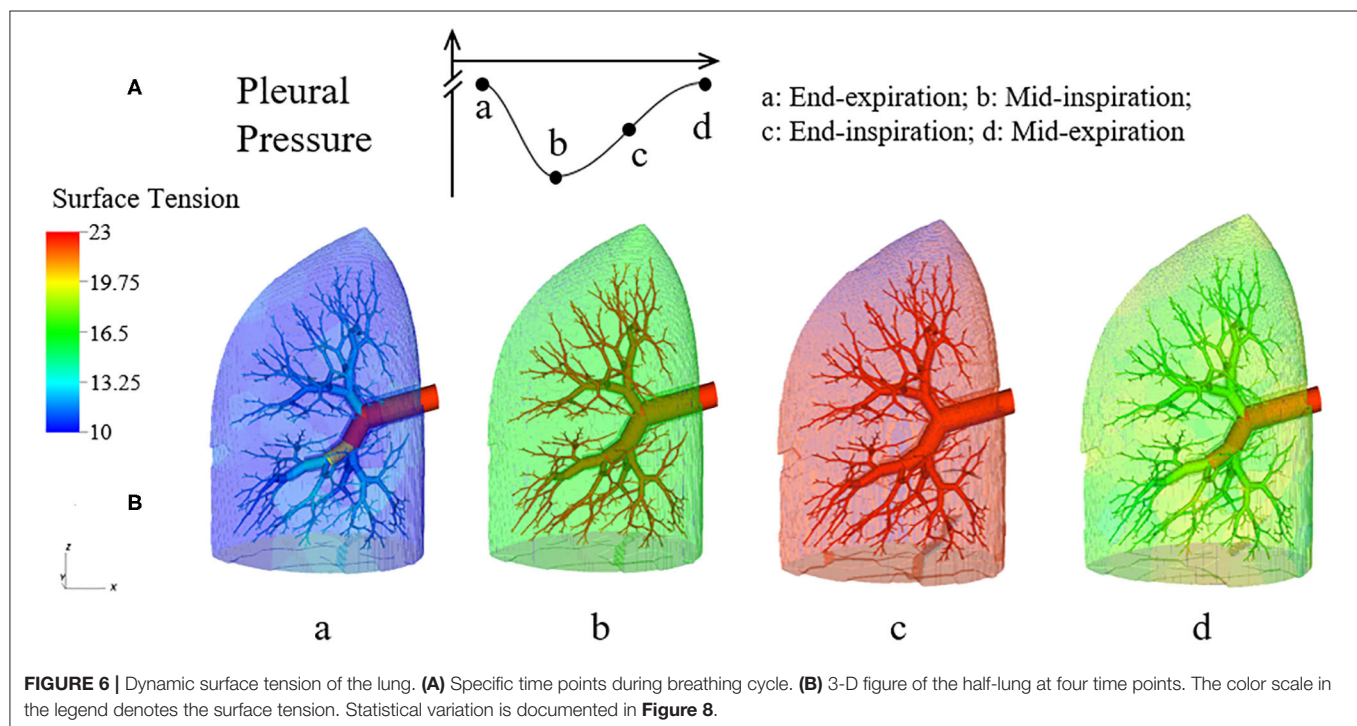 A
Pleural
Pressure
a
b
c
d
a: End-expiration; b: Mid-inspiration;
c: End-inspiration; d: Mid-expiration
Surface Tension
23
19.75
16.5
13.25
10
B
z
Y
X
a
b
c
d
FIGURE 6 | Dynamic surface tension of the lung. (A) Specific time points during breathing cycle. (B) 3-D figure of the half-lung at four time points. The color scale in
the legend denotes the surface tension. Statistical variation is documented in Figure 8.